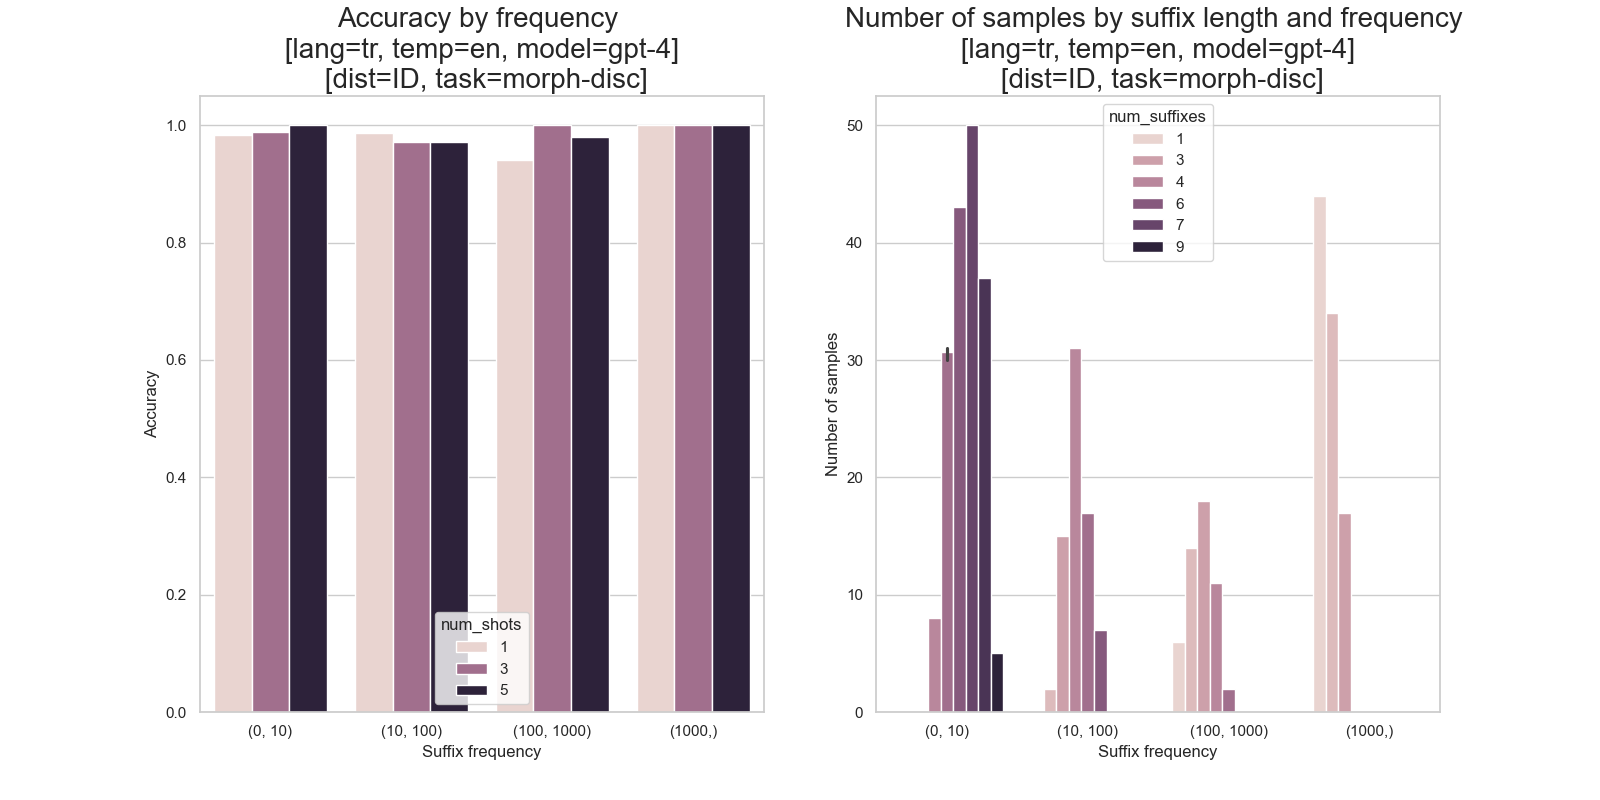 Accuracy by frequency
[lang=tr, temp=en, model=gpt-4]
[dist=ID, task=morph-disc]
1.0
0.8
0.6
0.4
0.2
0.0
Accuracy
num_shots
1
3
5
(0, 10)
(10, 100)
(100, 1000)
(1000,)
Suffix frequency
Number of samples by suffix length and frequency
[lang=tr, temp=en, model=gpt-4]
[dist=ID, task=morph-disc]
50
40
30
20
10
0
Number of samples
num_suffixes
1
3
4
6
7
9
(0, 10)
(10, 100)
(100, 1000)
(1000,)
Suffix frequency